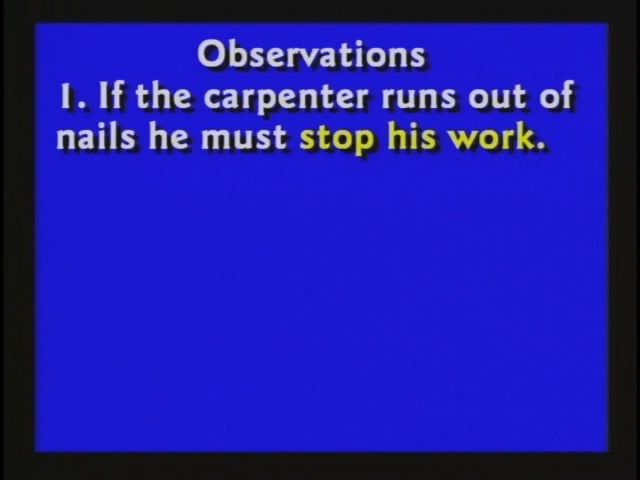 Observations
1. If the carpenter runs out of
nails he must stop his work.